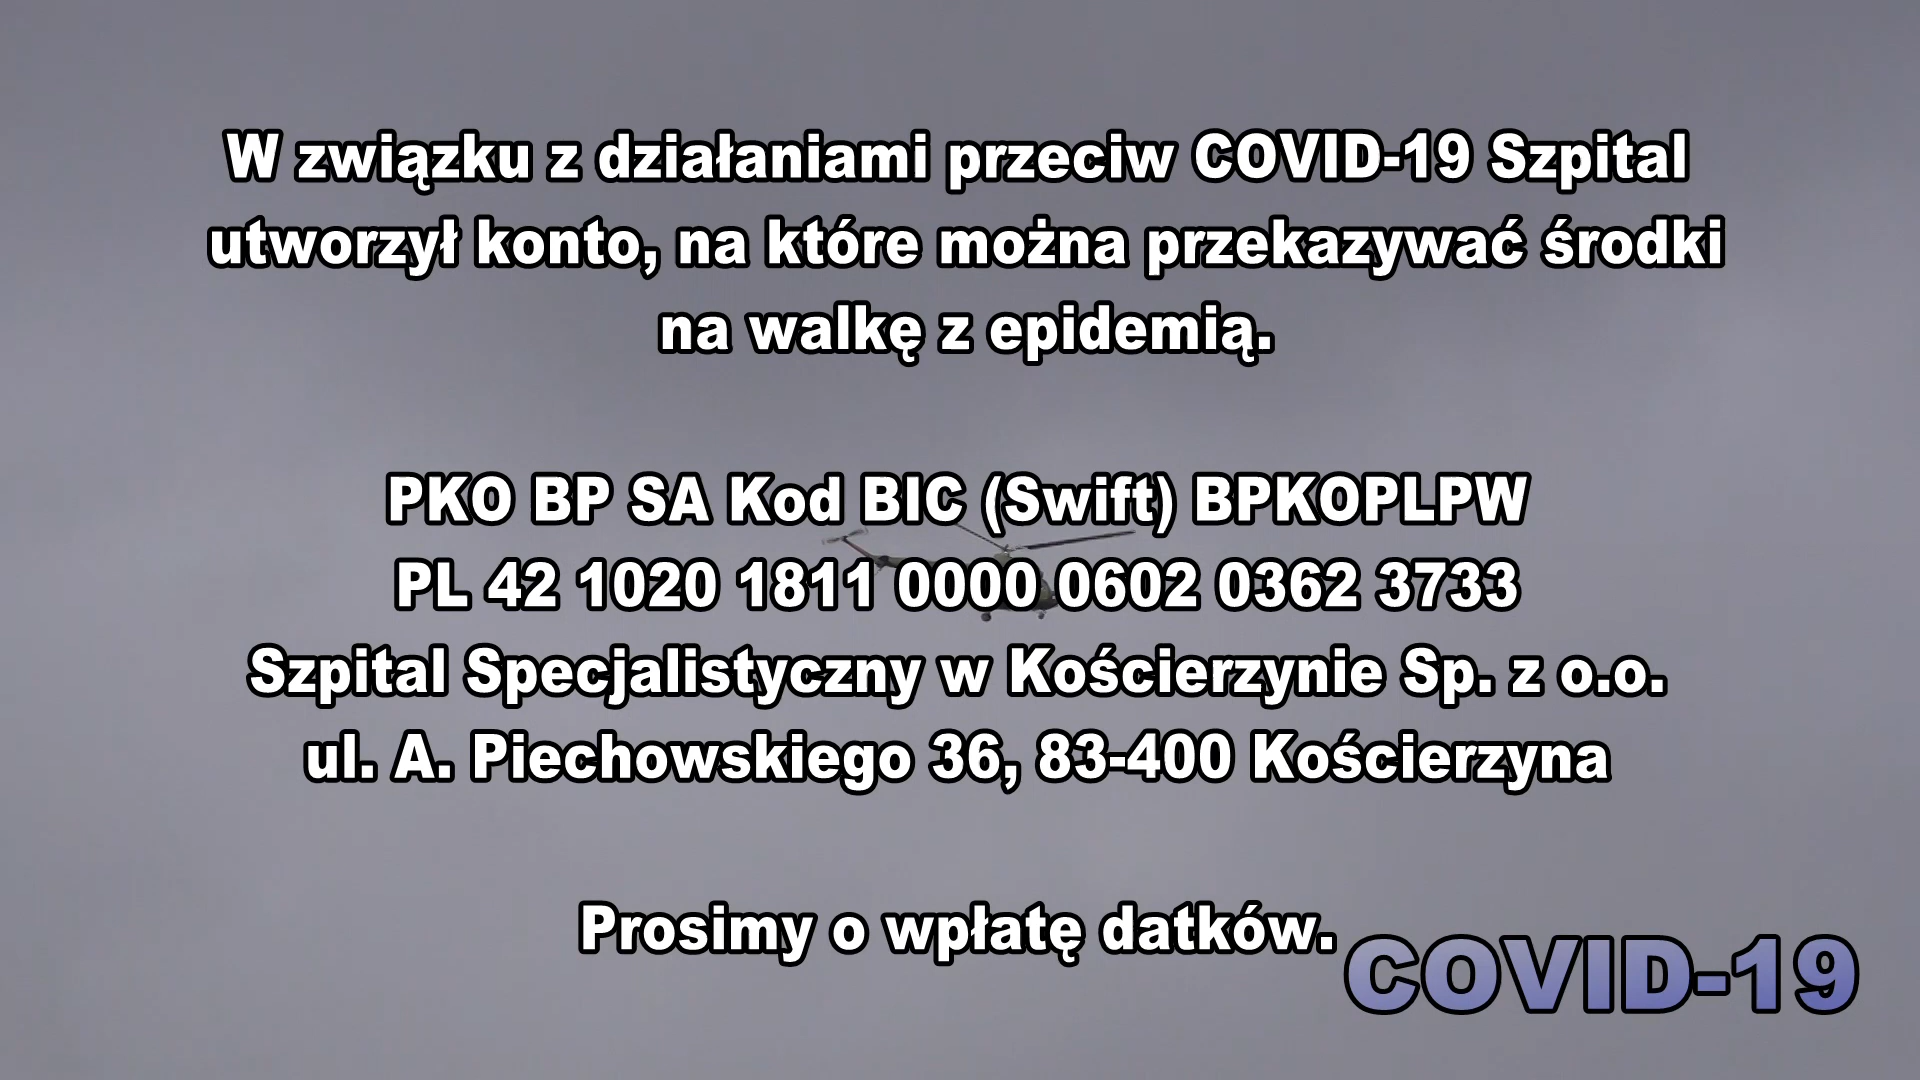 W związku z działaniami przeciw COVID-19 Szpital
utworzył konto, na które można przekazywać środki
na walkę z epidemią.
PKO BP SA Kod BIC (Swift) BPKOPLPW
PL 42 1020 1811 0000 0602 0362 3733
Szpital Specjalistyczny w Kościerzynie Sp. z o.o.
ul. A. Piechowskiego 36, 83-400 Kościerzyna
Prosimy o wpłatę datków.
COVID-19